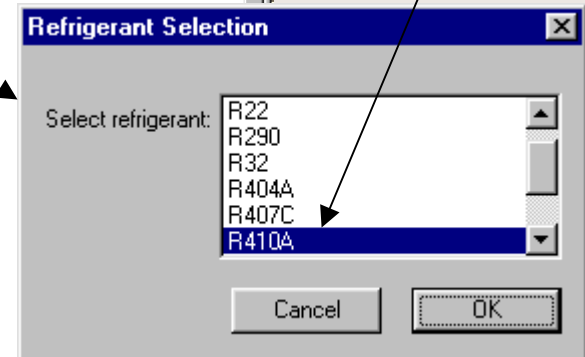 Refrigerant Selection
Select refrigerant:
R22
R290
R32
R404A
R407C
R410A
Cancel
OK